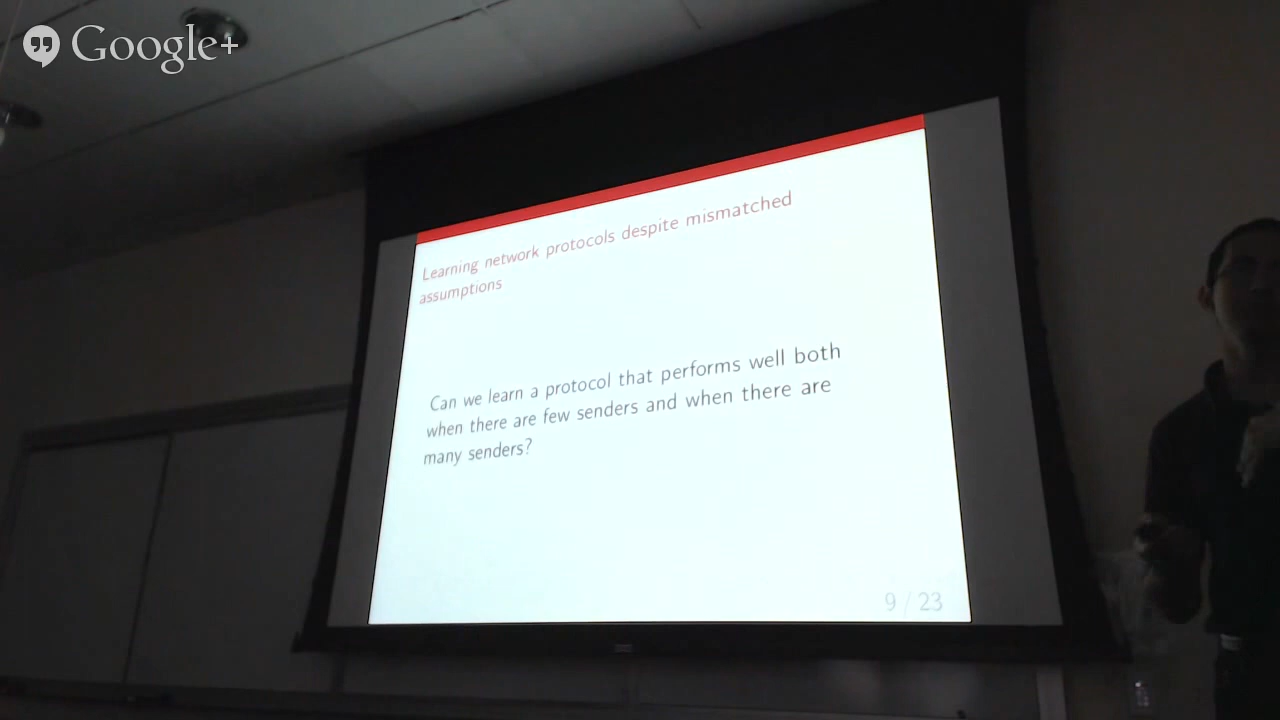 Google+
Learning network protocols despite mismatched
assumptions
Can we learn a protocol that performs well both
when there are few senders and when there are
many senders?
9 / 23